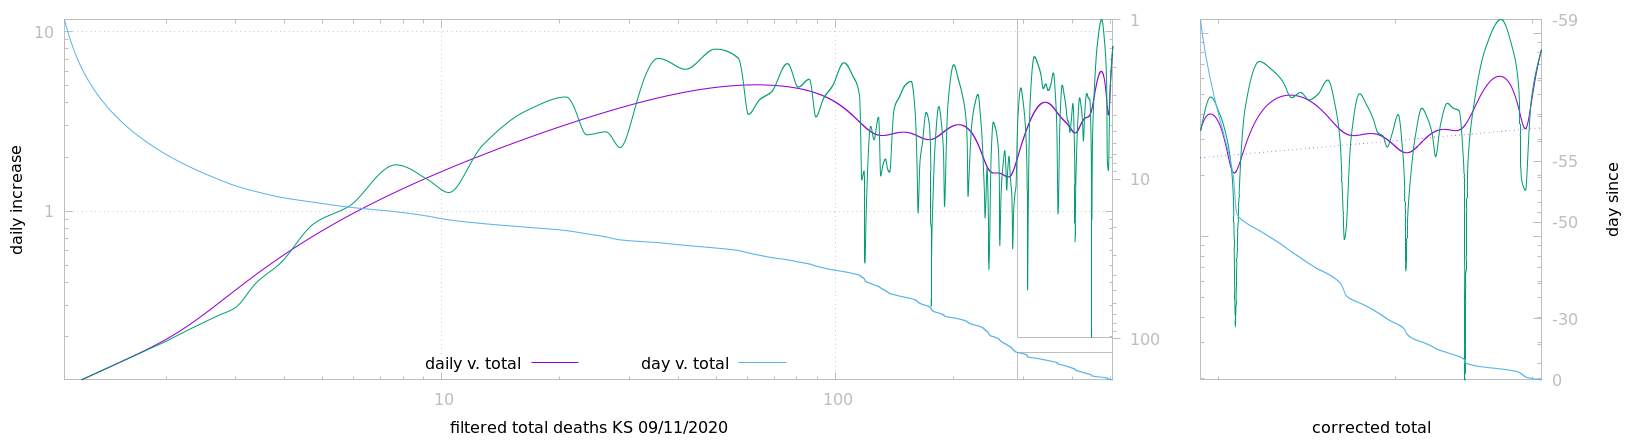 10
1
daily increase
daily v. total
day v. total
10
100
filtered total deaths KS 09/11/2020
1
10
100
-59
-55
-50
-30
0
day since
corrected total